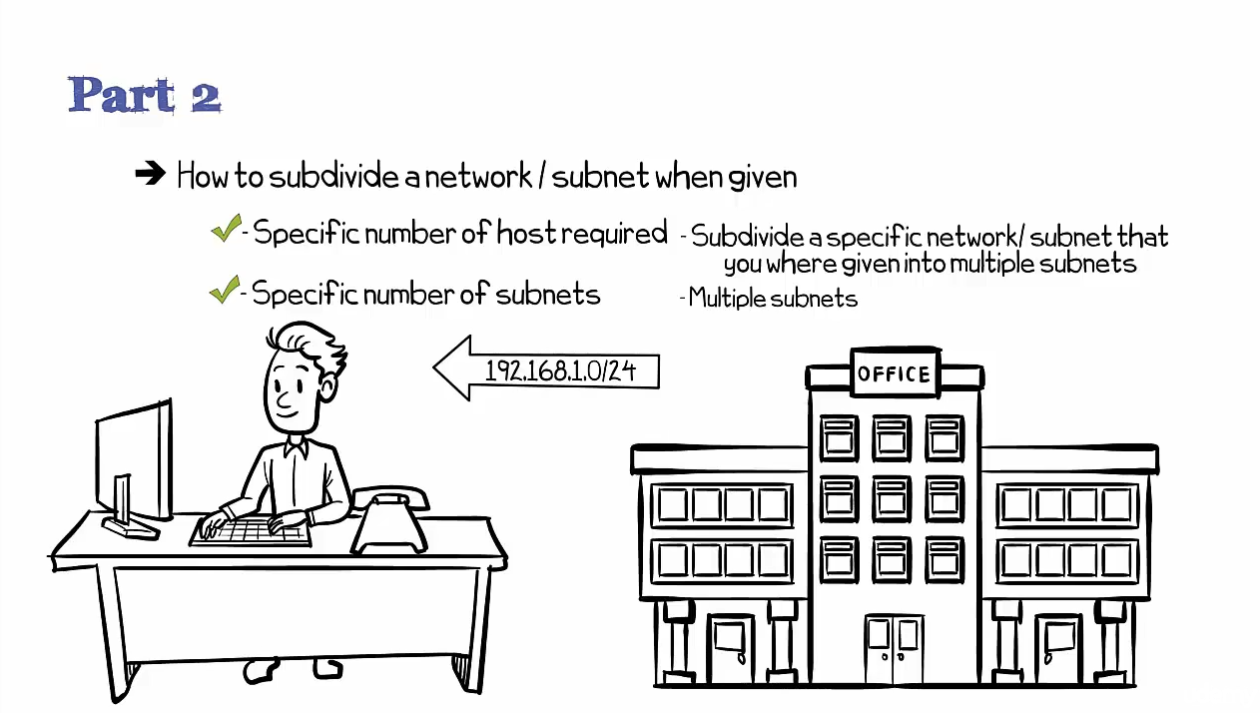 Part 2
➔ How to subdivide a network / subnet when given
✓ - Specific number of host required
- Subdivide a specific network/ subnet that
you where given into multiple subnets
✓ - Specific number of subnets
- Multiple subnets
192.168.1.0/24
OFFICE